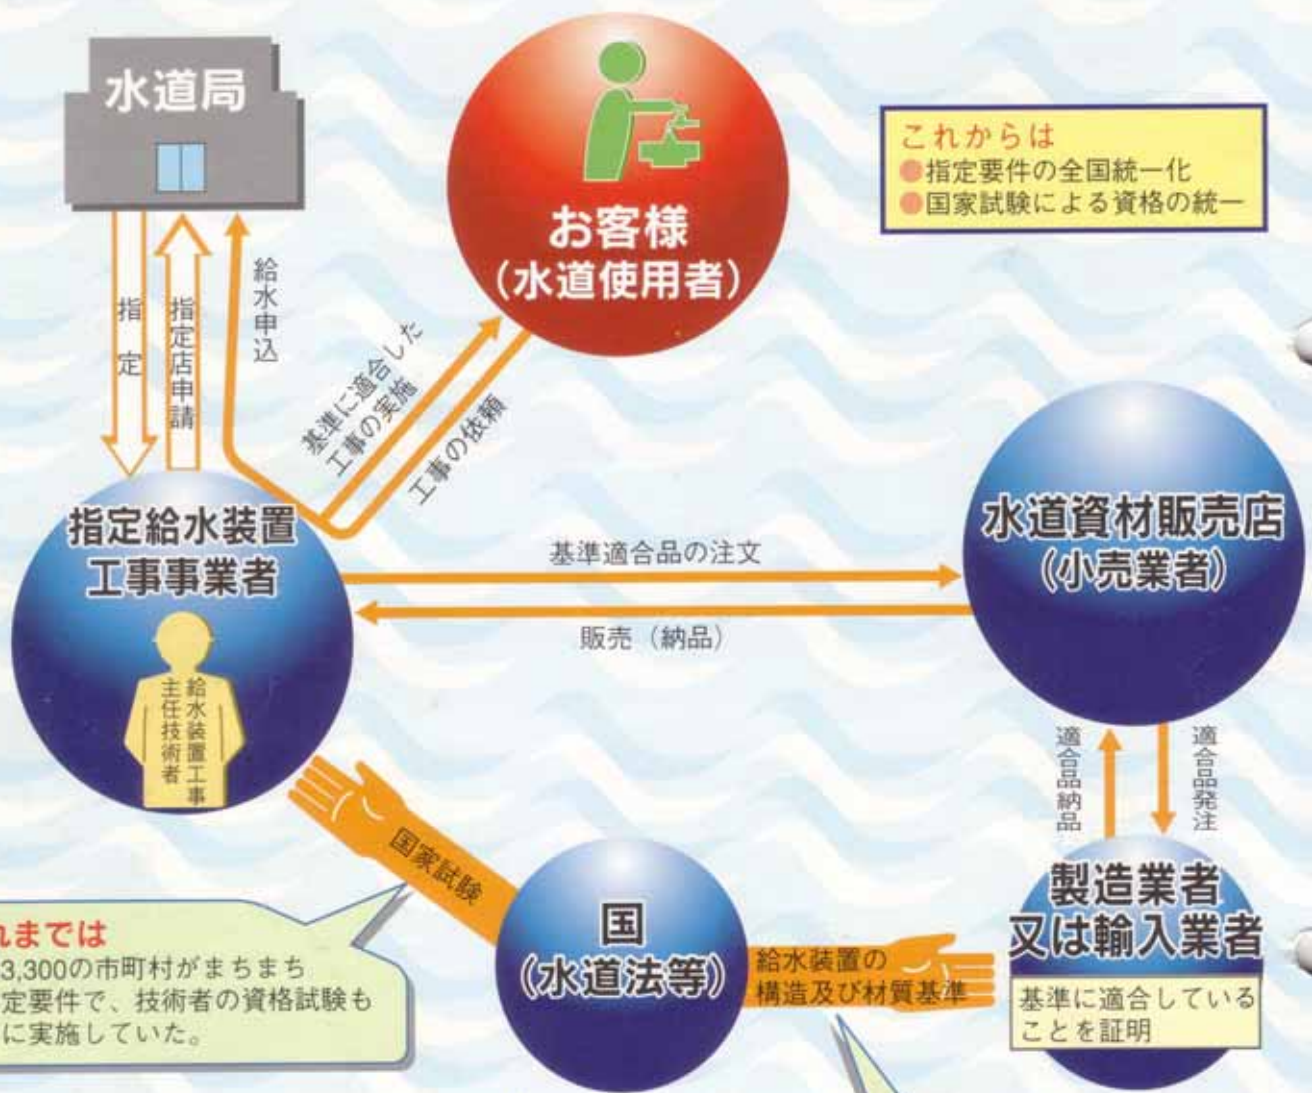 水道局
お客様
(水道使用者)
これからは
●指定要件の全国統一化
●国家試験による資格の統一
指定
指定店申請
給水申込
基準に適合した
工事の実施
工事の依頼
指定給水装置
工事事業者
給水装置工事
主任技術者
基準適合品の注文
販売(納品)
水道資材販売店
(小売業者)
適合品納品
適合品発注
国家試験
国
(水道法等)
給水装置の
構造及び材質基準
製造業者
又は輸入業者
基準に適合している
ことを証明
れまでは
3,300の市町村がまちまち
定要件で、技術者の資格試験も
に実施していた。